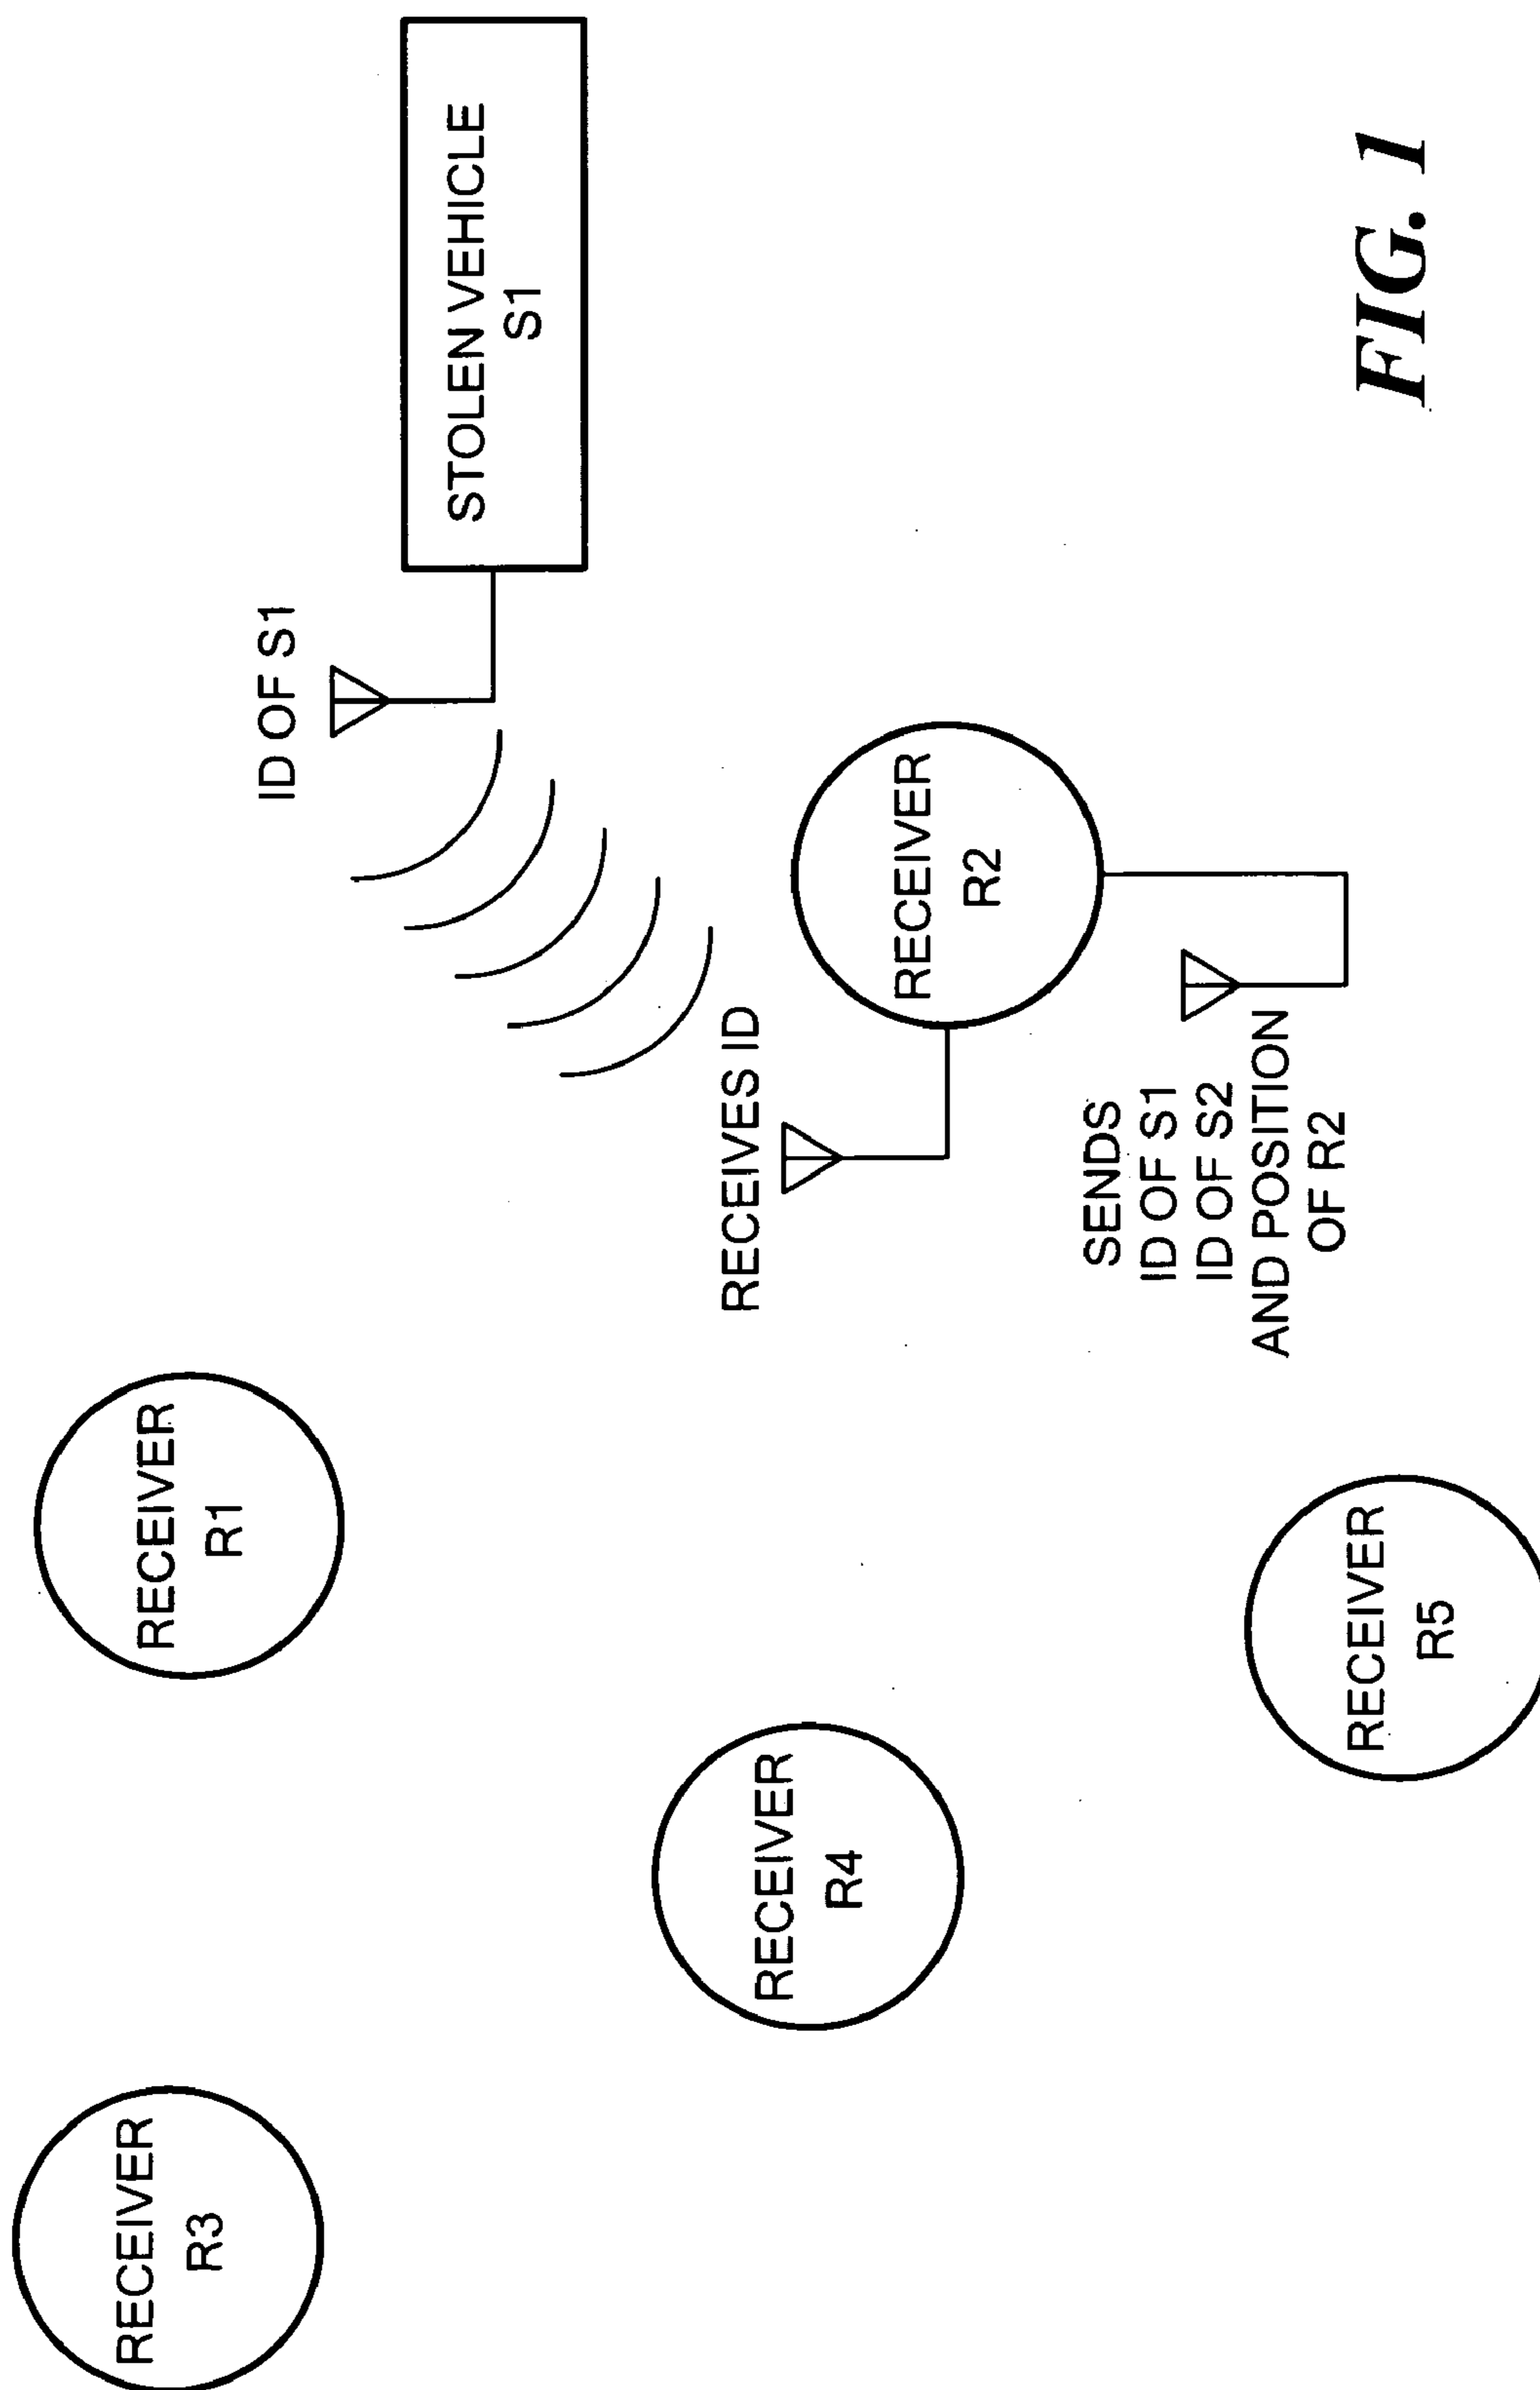 RECEIVER
R3
RECEIVER
R1
ID OF S1
STOLEN VEHICLE
S1
RECEIVER
R4
RECEIVES ID
RECEIVER
R2
RECEIVER
R5
SENDS
ID OF S1
ID OF S2
AND POSITION
OF R2
FIG. 1